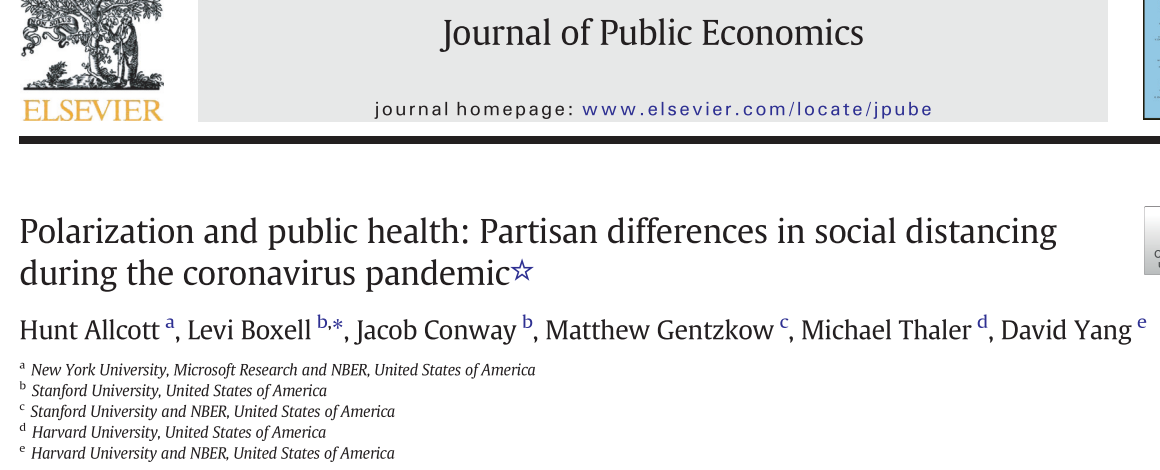 Journal of Public Economics
journal homepage: www.elsevier.com/locate/jpube
ELSEVIER
Polarization and public health: Partisan differences in social distancing
during the coronavirus pandemic☆
Hunt Allcott a, Levi Boxell b,*, Jacob Conway b, Matthew Gentzkow c, Michael Thaler d, David Yang e
a New York University, Microsoft Research and NBER, United States of America
b Stanford University, United States of America
c Stanford University and NBER, United States of America
d Harvard University, United States of America
e Harvard University and NBER, United States of America